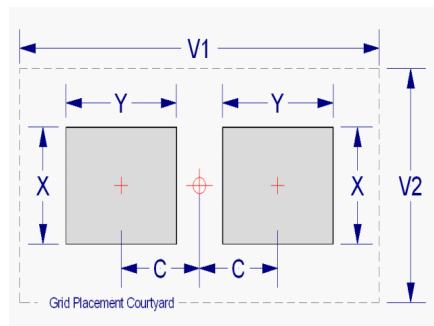 V1
Y Y
X X V2
C C
Grid Placement Courtyard